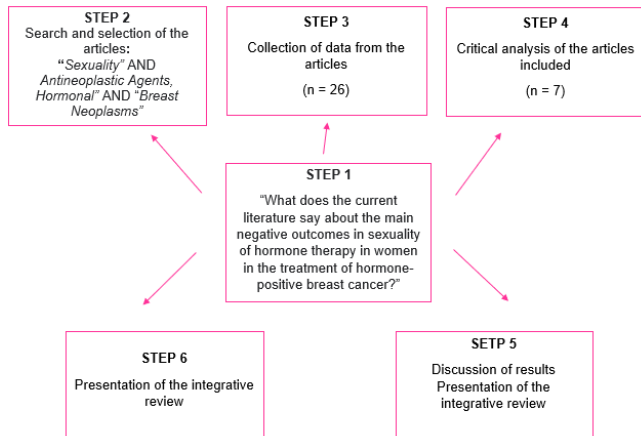 STEP 2
Search and selection of the
articles:
“Sexuality” AND
Antineoplastic Agents,
Hormonal” AND “Breast
Neoplasms”
STEP 3
Collection of data from the
articles
(n = 26)
STEP 4
Critical analysis of the articles
included
(n = 7)
STEP 1
“What does the current
literature say about the main
negative outcomes in sexuality
of hormone therapy in women
in the treatment of hormone-
positive breast cancer?”
STEP 6
Presentation of the integrative
review
SETP 5
Discussion of results
Presentation of the
integrative review